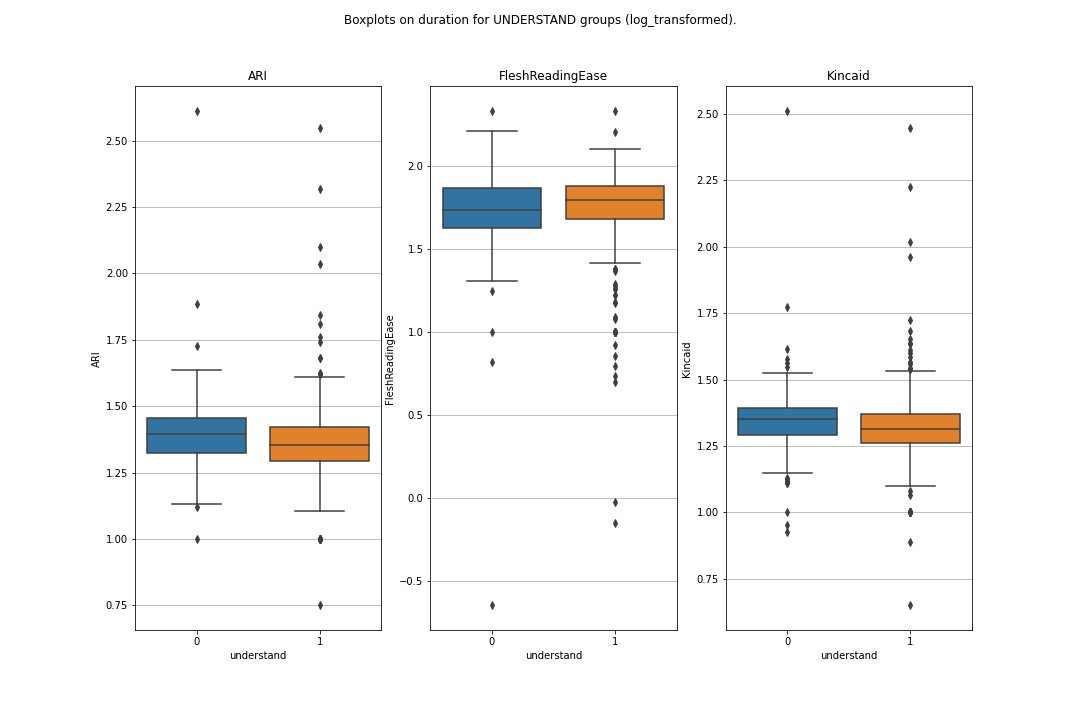 Boxplots on duration for UNDERSTAND groups (log_transformed).
ARI
2.50
2.25
2.00
1.75
1.50
1.25
1.00
0.75
ARI
0
1
understand
FleshReadingEase
2.0
1.5
1.0
0.5
0.0
−0.5
FleshReadingEase
0
1
understand
Kincaid
2.50
2.25
2.00
1.75
1.50
1.25
1.00
0.75
Kincaid
0
1
understand